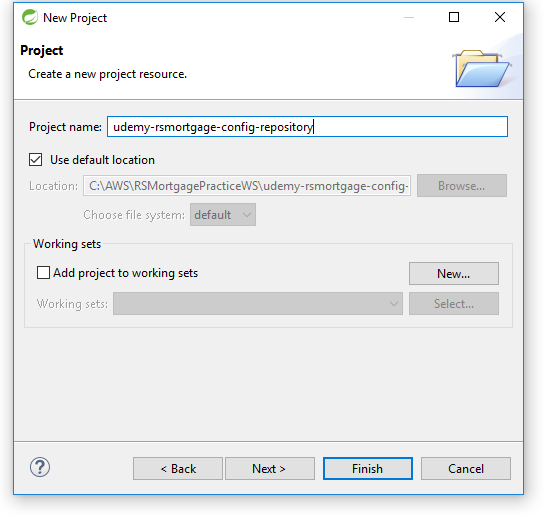 New Project
Project
Create a new project resource.
Project name: udemy-rsmortgage-config-repository
Use default location
Location: C:\AWS\RSMortgagePracticeWS\udemy-rsmortgage-config- Browse...
Choose file system: default
Working sets
Add project to working sets New...
Working sets: Select...
? < Back Next > Finish Cancel